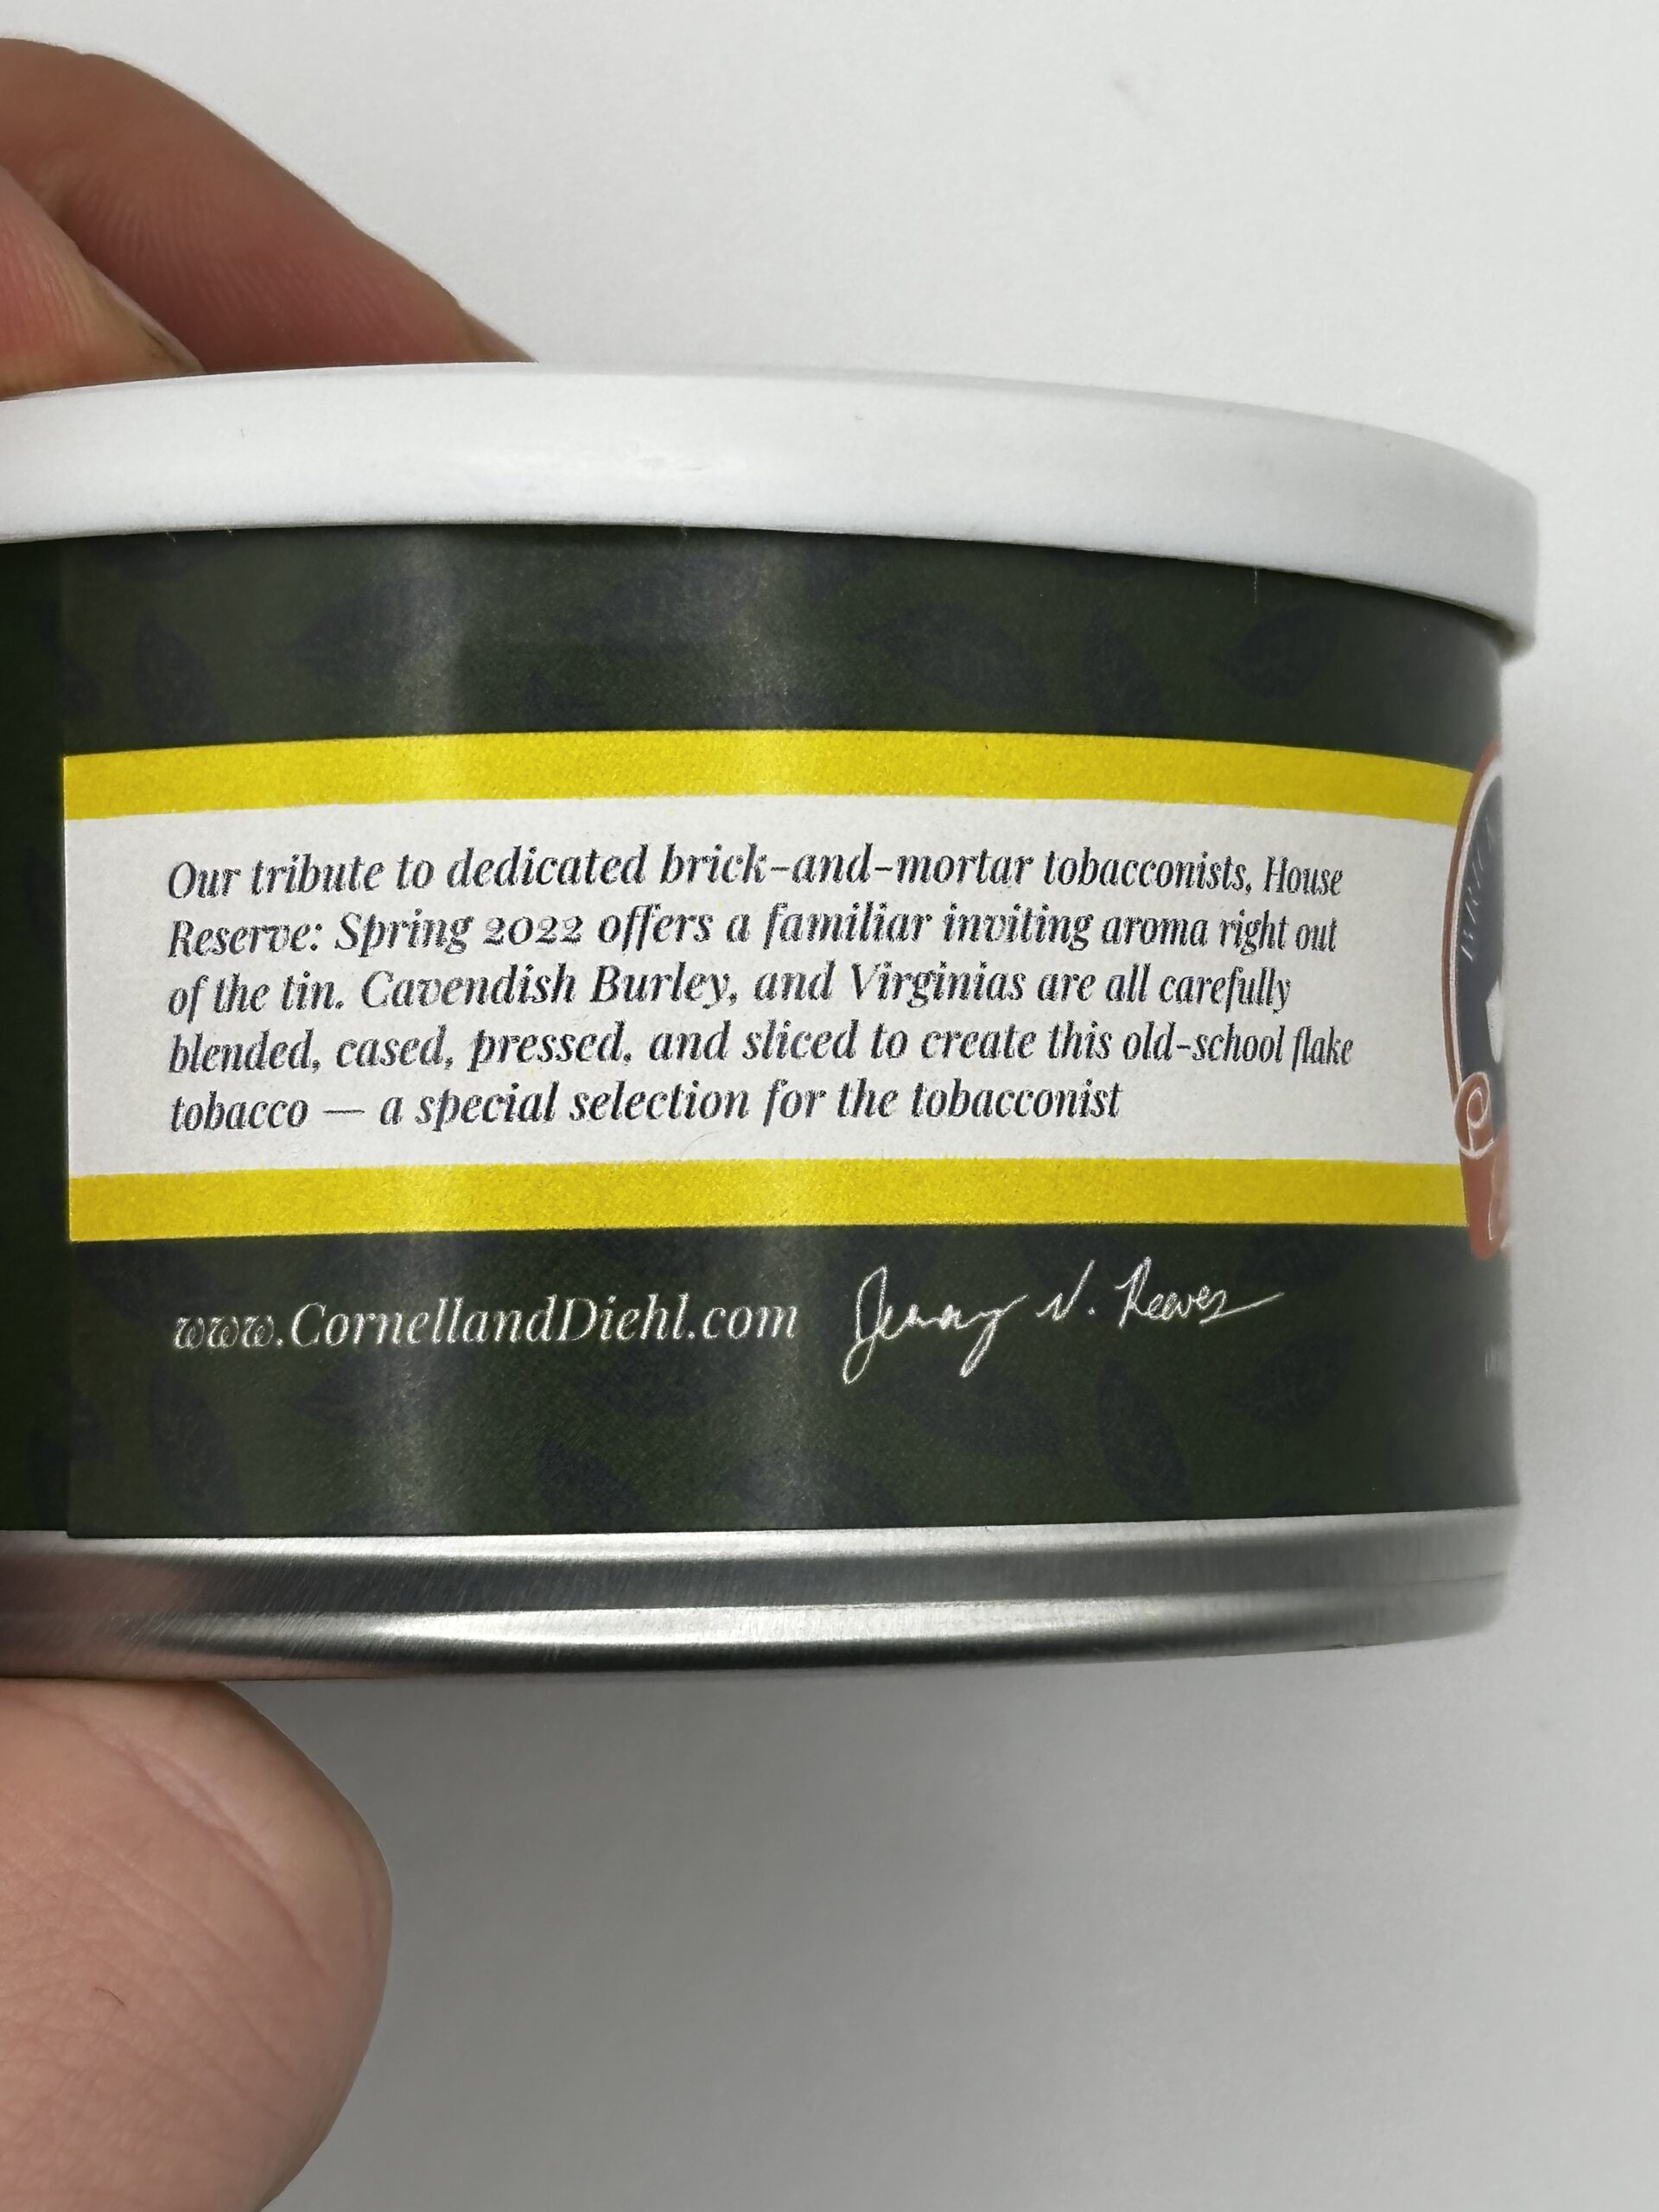 Our tribute to dedicated brick-and-mortar tobacconists, House
Reserve: Spring 2022 offers a familiar inviting aroma right out
of the tin. Cavendish Burley, and Virginias are all carefully
blended, cased, pressed, and sliced to create this old-school flake
tobacco — a special selection for the tobacconist
www.CornellandDiehl.com Jenny N. Reeves